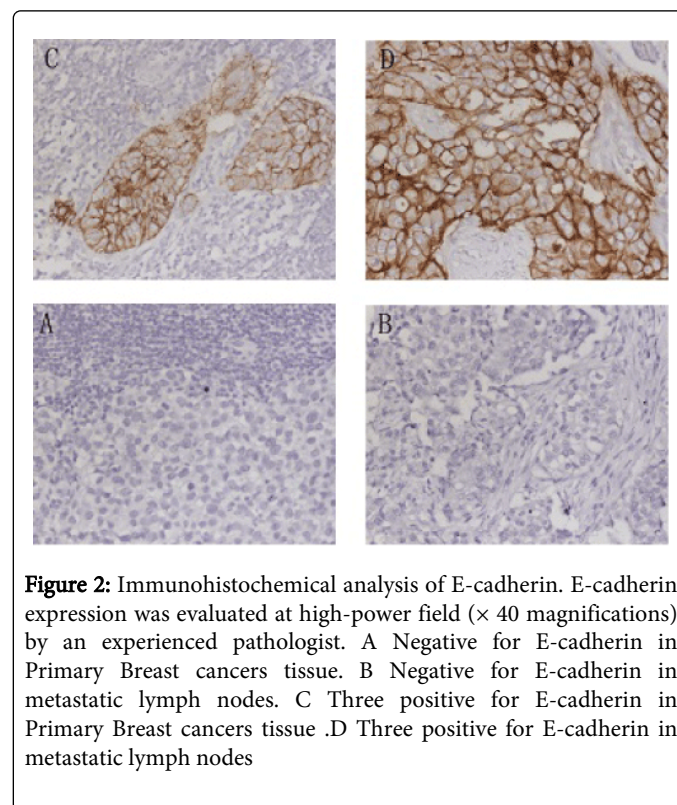 C D
A B
Figure 2: Immunohistochemical analysis of E-cadherin. E-cadherin
expression was evaluated at high-power field (× 40 magnifications)
by an experienced pathologist. A Negative for E-cadherin in
Primary Breast cancers tissue. B Negative for E-cadherin in
metastatic lymph nodes. C Three positive for E-cadherin in
Primary Breast cancers tissue .D Three positive for E-cadherin in
metastatic lymph nodes